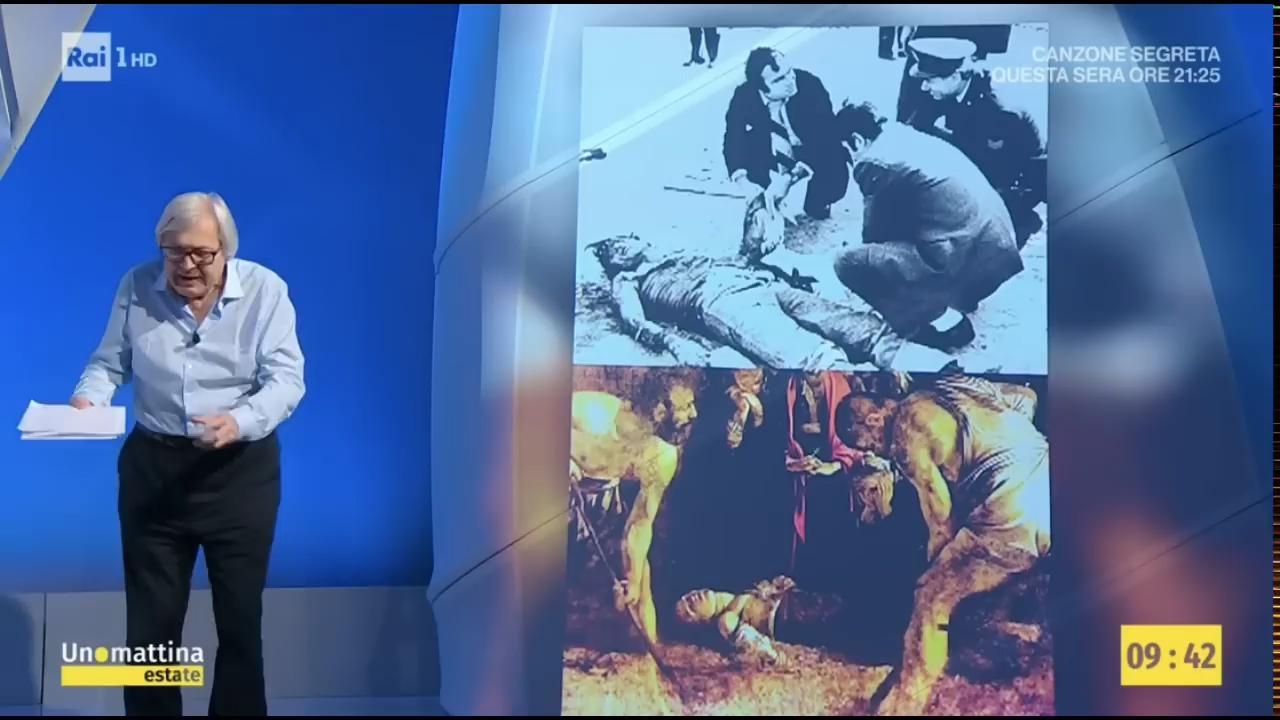 Rai 1 HD
CANZONE SEGRETA
QUESTA SERA ORE 21:25
Unomattina
estate
09 : 42